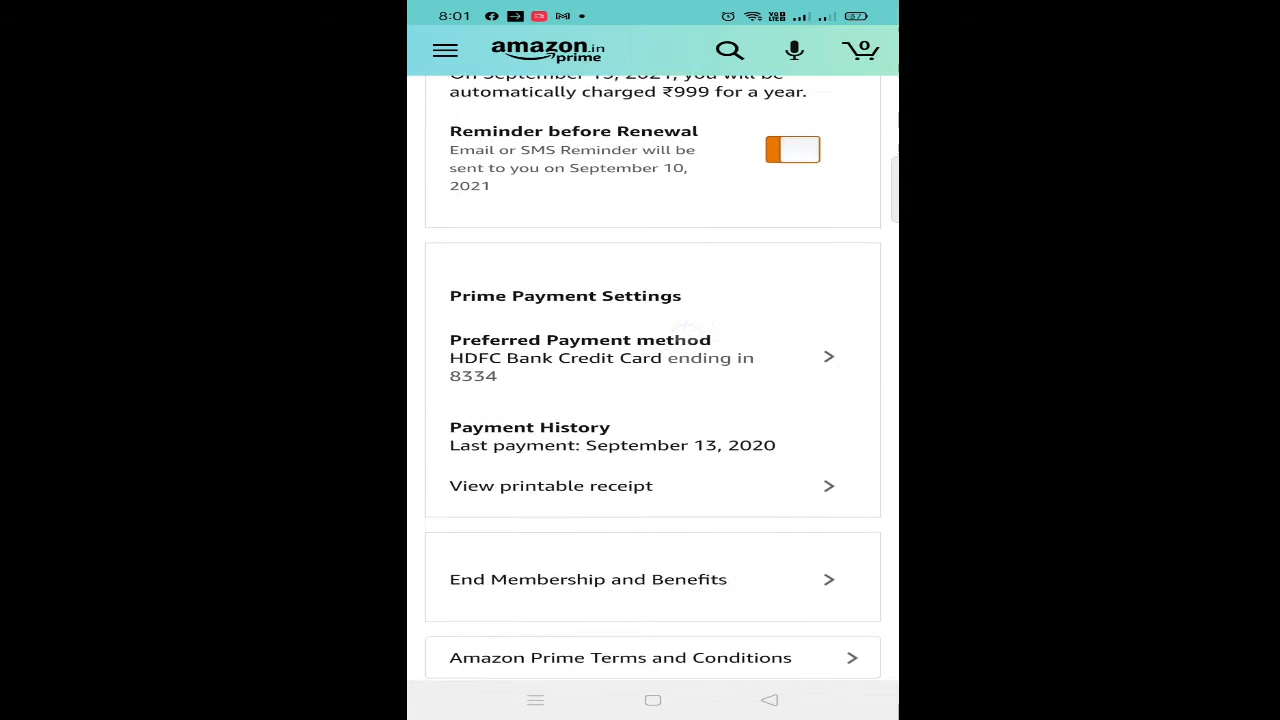 8:01
VO LTE
67
amazon.in
prime
0
On September 13, 2021, you will be
automatically charged ₹999 for a year.
Reminder before Renewal
Email or SMS Reminder will be
sent to you on September 10,
2021
Prime Payment Settings
Preferred Payment method
HDFC Bank Credit Card ending in
8334
Payment History
Last payment: September 13, 2020
View printable receipt
End Membership and Benefits
Amazon Prime Terms and Conditions